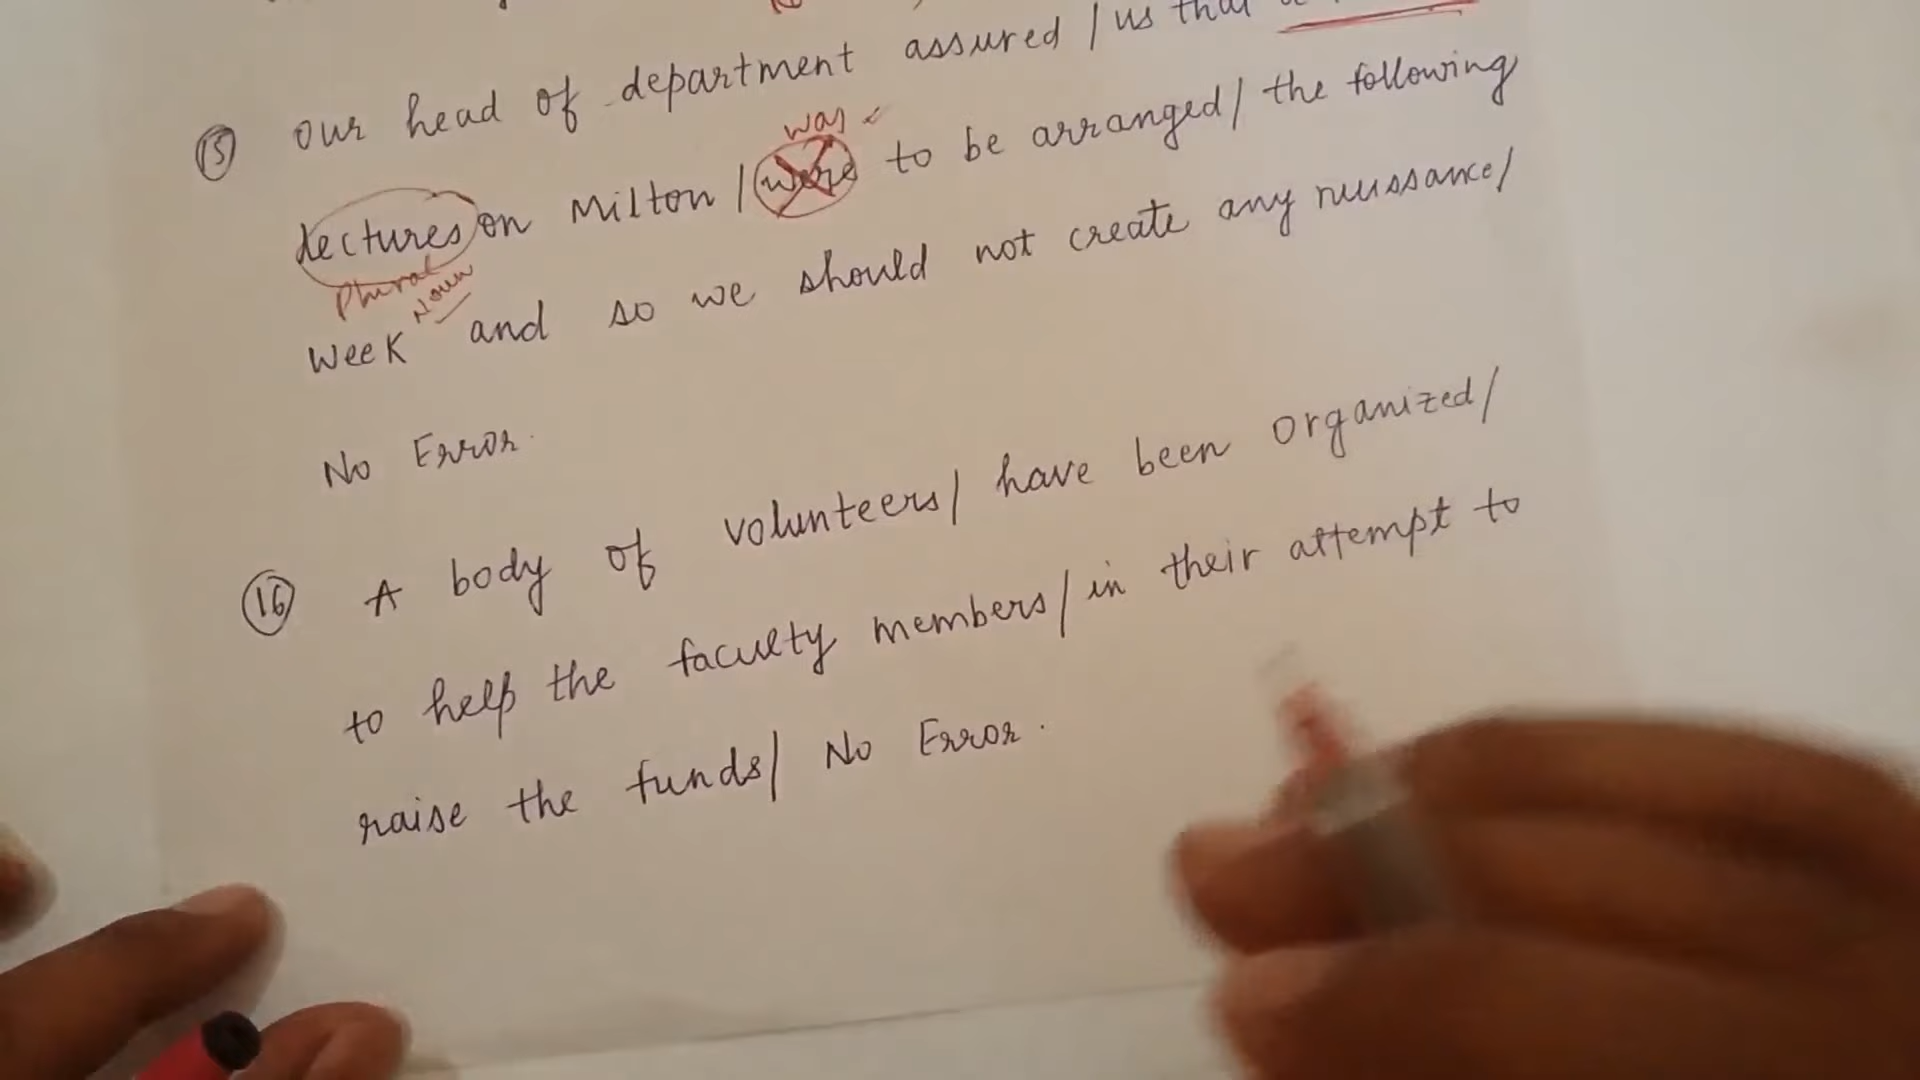 15 Our head of department assured / us that
was
lectures on Milton / were to be arranged / the following
Plural
Noun
week and so we should not create any nuissance /
No Error.
16 A body of volunteers / have been organized /
to help the faculty members / in their attempt to
raise the funds / No Error.